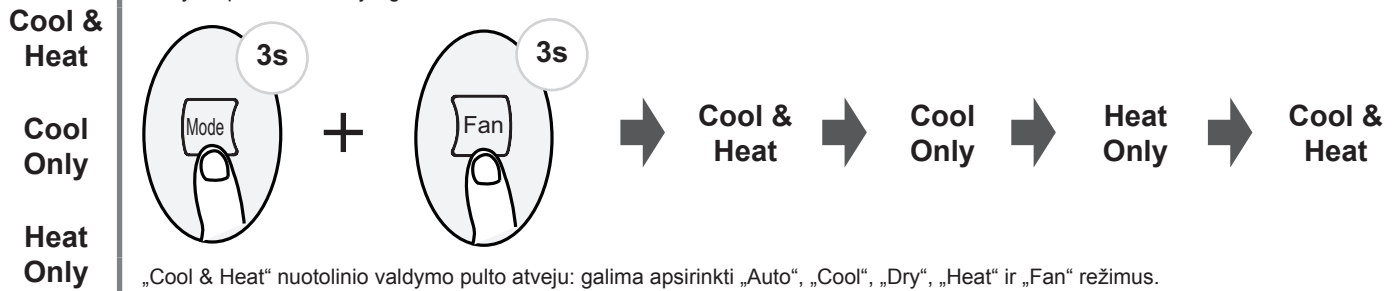 Cool &
Heat
Cool
Only
Heat
Only
Mode
3s
+
Fan
3s
Cool &
Heat
Cool
Only
Heat
Only
Cool &
Heat
„Cool & Heat“ nuotolinio valdymo pulto atveju: galima apsirinkti „Auto“, „Cool“, „Dry“, „Heat“ ir „Fan“ režimus.